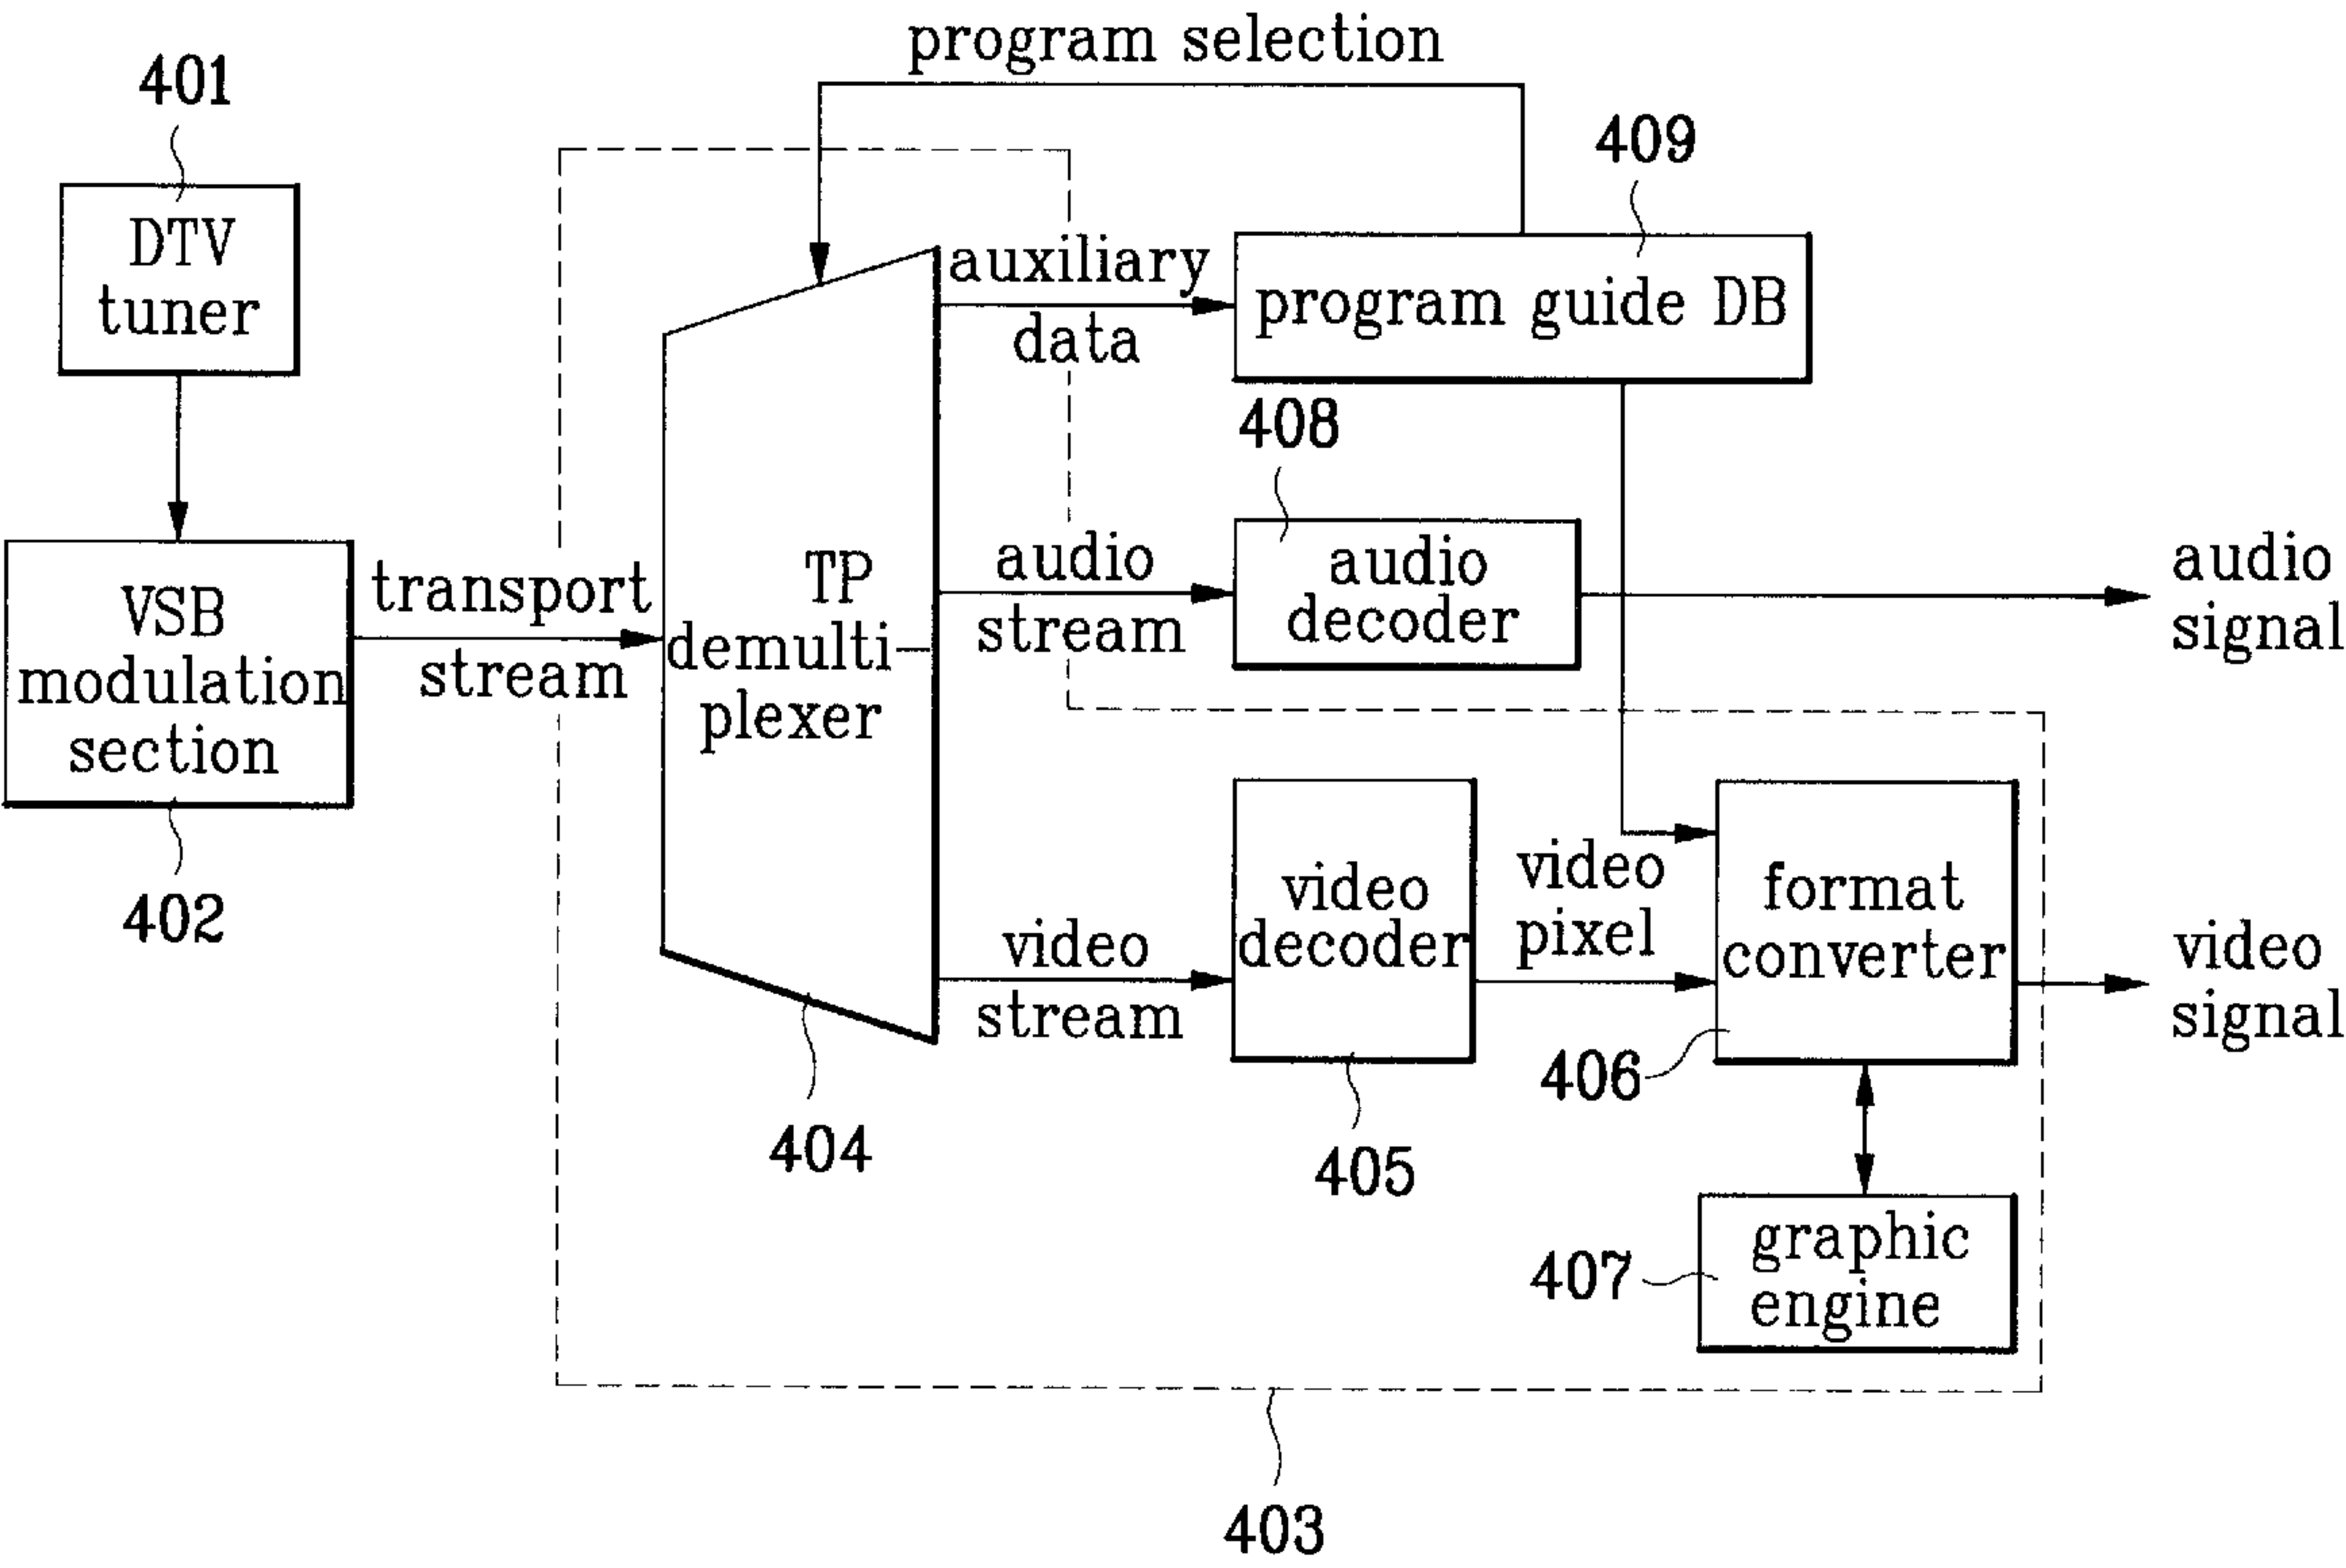 program selection
401
409
DTV
tuner
auxiliary
data
program guide DB
408
VSB
modulation
section
transport
stream
TP
demulti-
plexer
audio
stream
audio
decoder
audio
signal
402
video
stream
video
decoder
video
pixel
format
converter
video
signal
404
405
406
407
graphic
engine
403